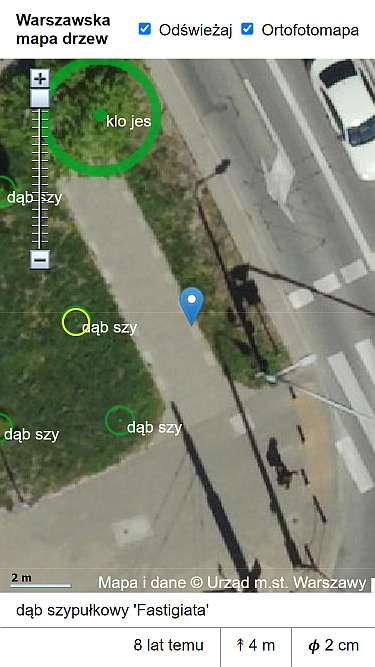 Warszawska
mapa drzew
Odświeżaj
Ortofotomapa
klo jes
dąb szy
dąb szy
dąb szy
dąb szy
2 m
Mapa i dane © Urząd m.st. Warszawy
dąb szypułkowy 'Fastigiata'
8 lat temu
↟ 4 m
ϕ 2 cm